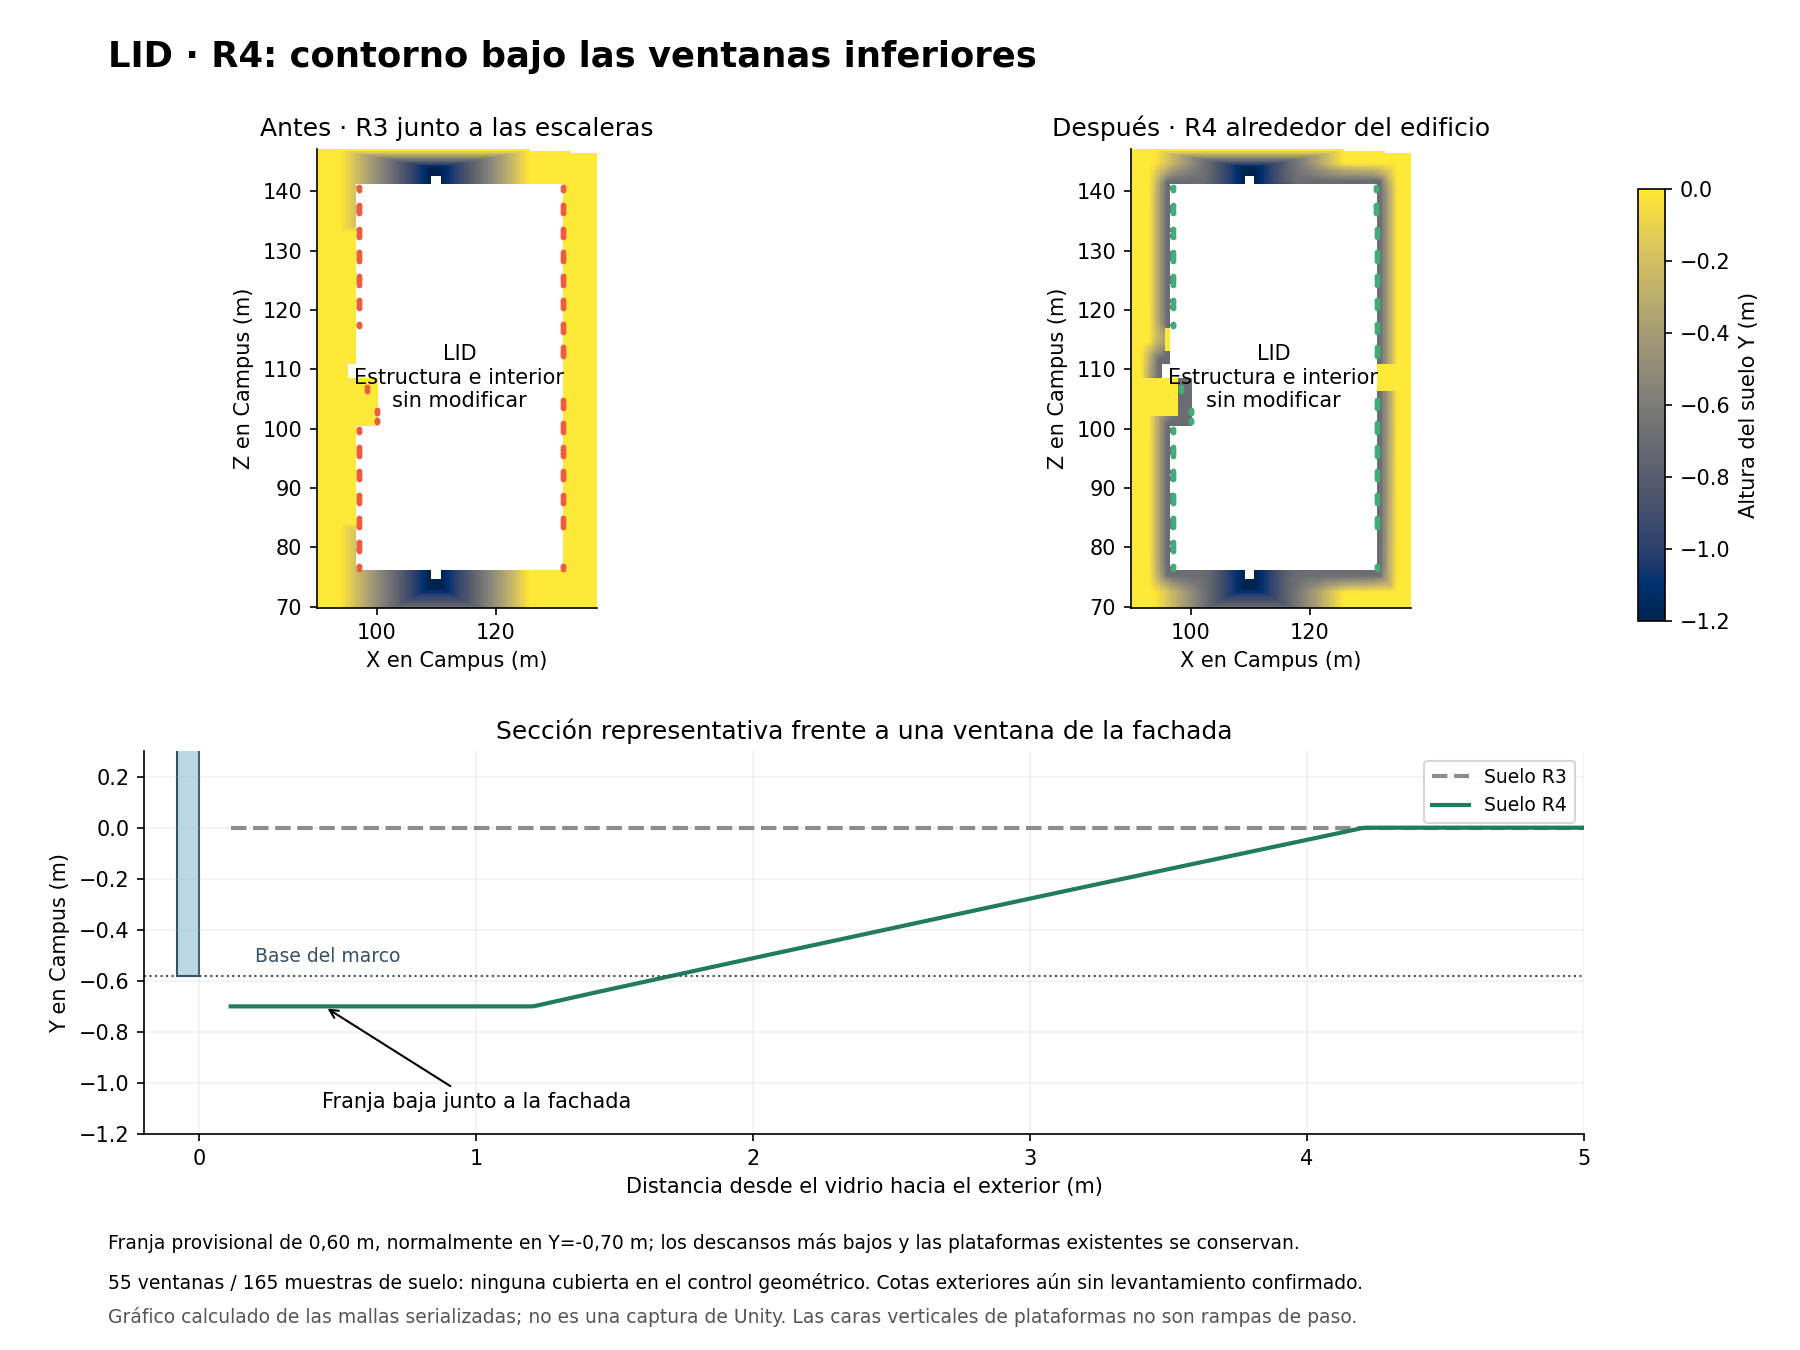 LID · R4: contorno bajo las ventanas inferiores
Antes · R3 junto a las escaleras
Después · R4 alrededor del edificio
140
130
120
110
100
90
80
70
Z en Campus (m)
100
120
X en Campus (m)
LID
Estructura e interior
sin modificar
140
130
120
110
100
90
80
70
Z en Campus (m)
100
120
X en Campus (m)
LID
Estructura e interior
sin modificar
0.0
−0.2
−0.4
−0.6
−0.8
−1.0
−1.2
Altura del suelo Y (m)
Sección representativa frente a una ventana de la fachada
0.2
0.0
−0.2
−0.4
−0.6
−0.8
−1.0
−1.2
Y en Campus (m)
Suelo R3
Suelo R4
Base del marco
Franja baja junto a la fachada
0
1
2
3
4
5
Distancia desde el vidrio hacia el exterior (m)
Franja provisional de 0,60 m, normalmente en Y=-0,70 m; los descansos más bajos y las plataformas existentes se conservan.
55 ventanas / 165 muestras de suelo: ninguna cubierta en el control geométrico. Cotas exteriores aún sin levantamiento confirmado.
Gráfico calculado de las mallas serializadas; no es una captura de Unity. Las caras verticales de plataformas no son rampas de paso.